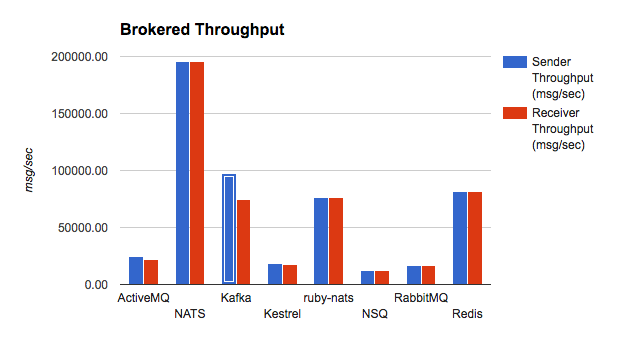 Brokered Throughput
200000.00
150000.00
100000.00
50000.00
0.00
msg/sec
ActiveMQ
NATS
Kafka
Kestrel
ruby-nats
NSQ
RabbitMQ
Redis
Sender
Throughput
(msg/sec)
Receiver
Throughput
(msg/sec)